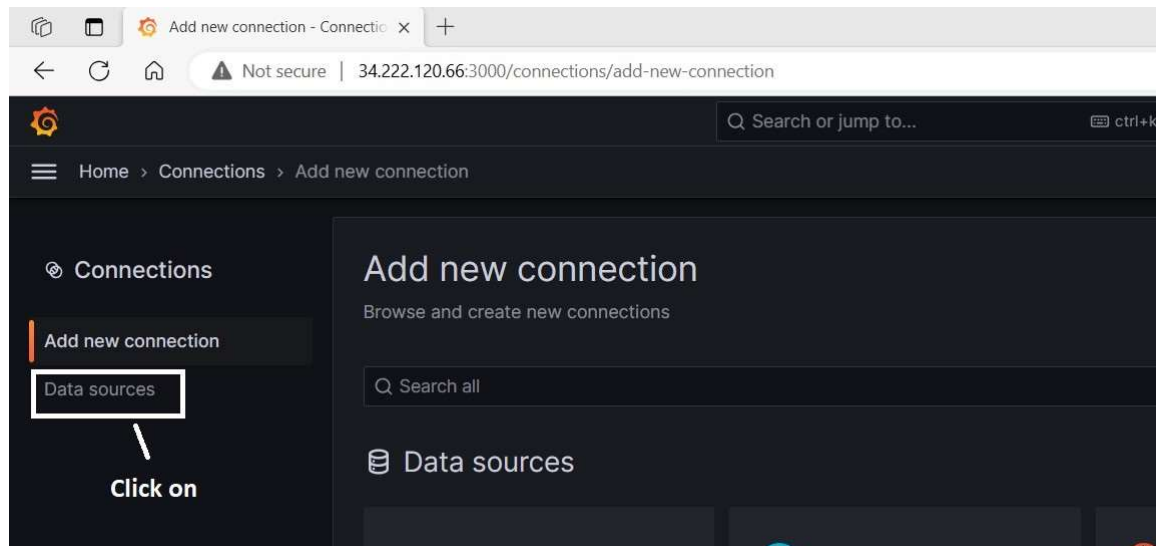 Add new connection - Connectio
Not secure | 34.222.120.66:3000/connections/add-new-connection
Search or jump to... ctrl+k
Home › Connections › Add new connection
Connections
Add new connection
Data sources
Click on
Add new connection
Browse and create new connections
Search all
Data sources